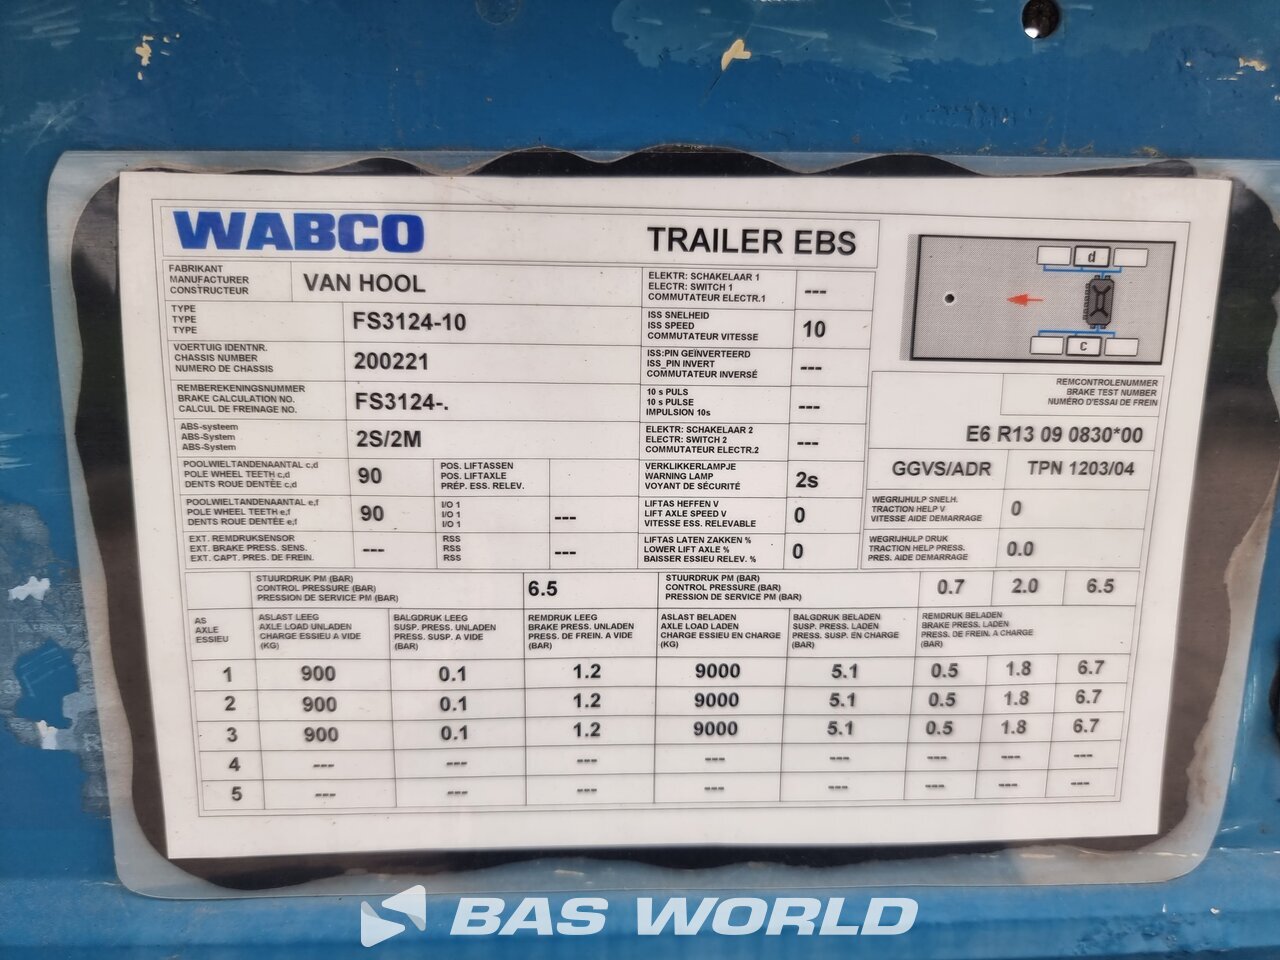 WABCO TRAILER EBS
FABRIKANT
MANUFACTURER
CONSTRUCTEUR
VAN HOOL
TYPE
TYPE
TYPE
FS3124-10
VOERTUIG IDENTNR.
CHASSIS NUMBER
NUMERO DE CHASSIS
200221
REMBEREKENINGSNUMMER
BRAKE CALCULATION NO.
CALCUL DE FREINAGE NO.
FS3124-.
ABS-systeem
ABS-System
ABS-System
2S/2M
POOLWIELTANDENAANTAL c,d
POLE WHEEL TEETH c,d
DENTS ROUE DENTÉE c,d
90
POS. LIFTASSEN
POS. LIFTAXLE
PRÉP. ESS. RELEV.
POOLWIELTANDENAANTAL e,f
POLE WHEEL TEETH e,f
DENTS ROUE DENTÉE e,f
90
I/O 1
I/O 1
I/O 1
---
EXT. REMDRUKSENSOR
EXT. BRAKE PRESS. SENS.
EXT. CAPT. PRES. DE FREIN.
---
RSS
RSS
RSS
---
ELEKTR: SCHAKELAAR 1
ELECTR: SWITCH 1
COMMUTATEUR ELECTR.1
---
ISS SNELHEID
ISS SPEED
COMMUTATEUR VITESSE
10
ISS:PIN GEÏNVERTEERD
ISS_PIN INVERT
COMMUTATEUR INVERSÉ
---
10 s PULS
10 s PULSE
IMPULSION 10s
---
ELEKTR: SCHAKELAAR 2
ELECTR: SWITCH 2
COMMUTATEUR ELECTR.2
---
VERKLIKKERLAMPJE
WARNING LAMP
VOYANT DE SÉCURITÉ
2s
LIFTAS HEFFEN V
LIFT AXLE SPEED V
VITESSE ESS. RELEVABLE
0
LIFTAS LATEN ZAKKEN %
LOWER LIFT AXLE %
BAISSER ESSIEU RELEV. %
0
d
c
REMCONTROLENUMMER
BRAKE TEST NUMBER
NUMÉRO D'ESSAI DE FREIN
E6 R13 09 0830*00
GGVS/ADR TPN 1203/04
WEGRIJHULP SNELH.
TRACTION HELP V
VITESSE AIDE DEMARRAGE
0
WEGRIJHULP DRUK
TRACTION HELP PRESS.
PRES. AIDE DEMARRAGE
0.0
STUURDRUK PM (BAR)
CONTROL PRESSURE (BAR)
PRESSION DE SERVICE PM (BAR)
6.5
STUURDRUK PM (BAR)
CONTROL PRESSURE (BAR)
PRESSION DE SERVICE PM (BAR)
0.7 2.0 6.5
AS
AXLE
ESSIEU
ASLAST LEEG
AXLE LOAD UNLADEN
CHARGE ESSIEU A VIDE
(KG)
BALGDRUK LEEG
SUSP. PRESS. UNLADEN
PRESS. SUSP. A VIDE
(BAR)
REMDRUK LEEG
BRAKE PRESS. UNLADEN
PRESS. DE FREIN. A VIDE
(BAR)
ASLAST BELADEN
AXLE LOAD LADEN
CHARGE ESSIEU EN CHARGE
(KG)
BALGDRUK BELADEN
SUSP. PRESS. LADEN
PRESS. SUSP. EN CHARGE
(BAR)
REMDRUK BELADEN
BRAKE PRESS. LADEN
PRESS. DE FREIN. A CHARGE
(BAR)
1 900 0.1 1.2 9000 5.1 0.5 1.8 6.7
2 900 0.1 1.2 9000 5.1 0.5 1.8 6.7
3 900 0.1 1.2 9000 5.1 0.5 1.8 6.7
4 --- --- --- --- --- --- --- ---
5 --- --- --- --- --- --- --- ---
BAS WORLD